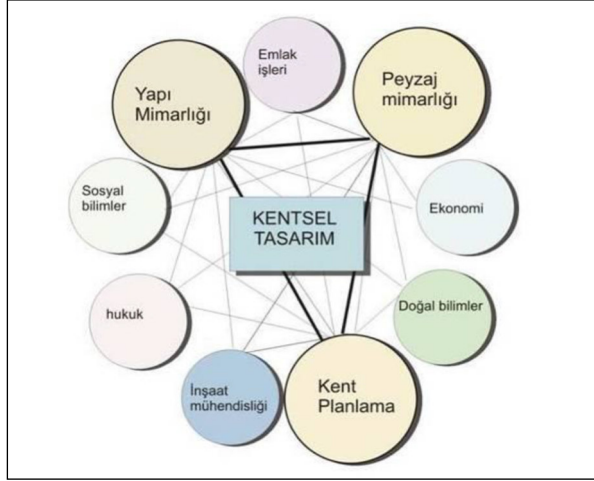 Emlak
işleri
Yapı
Mimarlığı
Peyzaj
mimarlığı
Sosyal
bilimler
KENTSEL
TASARIM
Ekonomi
hukuk
Doğal bilimler
İnşaat
mühendisliği
Kent
Planlama